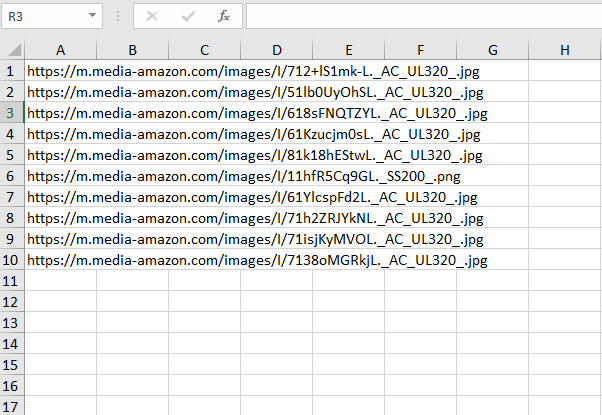 R3 fx
A B C D E F G H
1 https://m.media-amazon.com/images/I/712+lS1mk-L._AC_UL320_.jpg
2 https://m.media-amazon.com/images/I/51lb0UyOhSL._AC_UL320_.jpg
3 https://m.media-amazon.com/images/I/618sFNQTZYL._AC_UL320_.jpg
4 https://m.media-amazon.com/images/I/61Kzucjm0sL._AC_UL320_.jpg
5 https://m.media-amazon.com/images/I/81k18hEStwL._AC_UL320_.jpg
6 https://m.media-amazon.com/images/I/11hfR5Cq9GL._SS200_.png
7 https://m.media-amazon.com/images/I/61YlcspFd2L._AC_UL320_.jpg
8 https://m.media-amazon.com/images/I/71h2ZRJYkNL._AC_UL320_.jpg
9 https://m.media-amazon.com/images/I/71isjKyMVOL._AC_UL320_.jpg
10 https://m.media-amazon.com/images/I/7138oMGRkjL._AC_UL320_.jpg
11
12
13
14
15
16
17